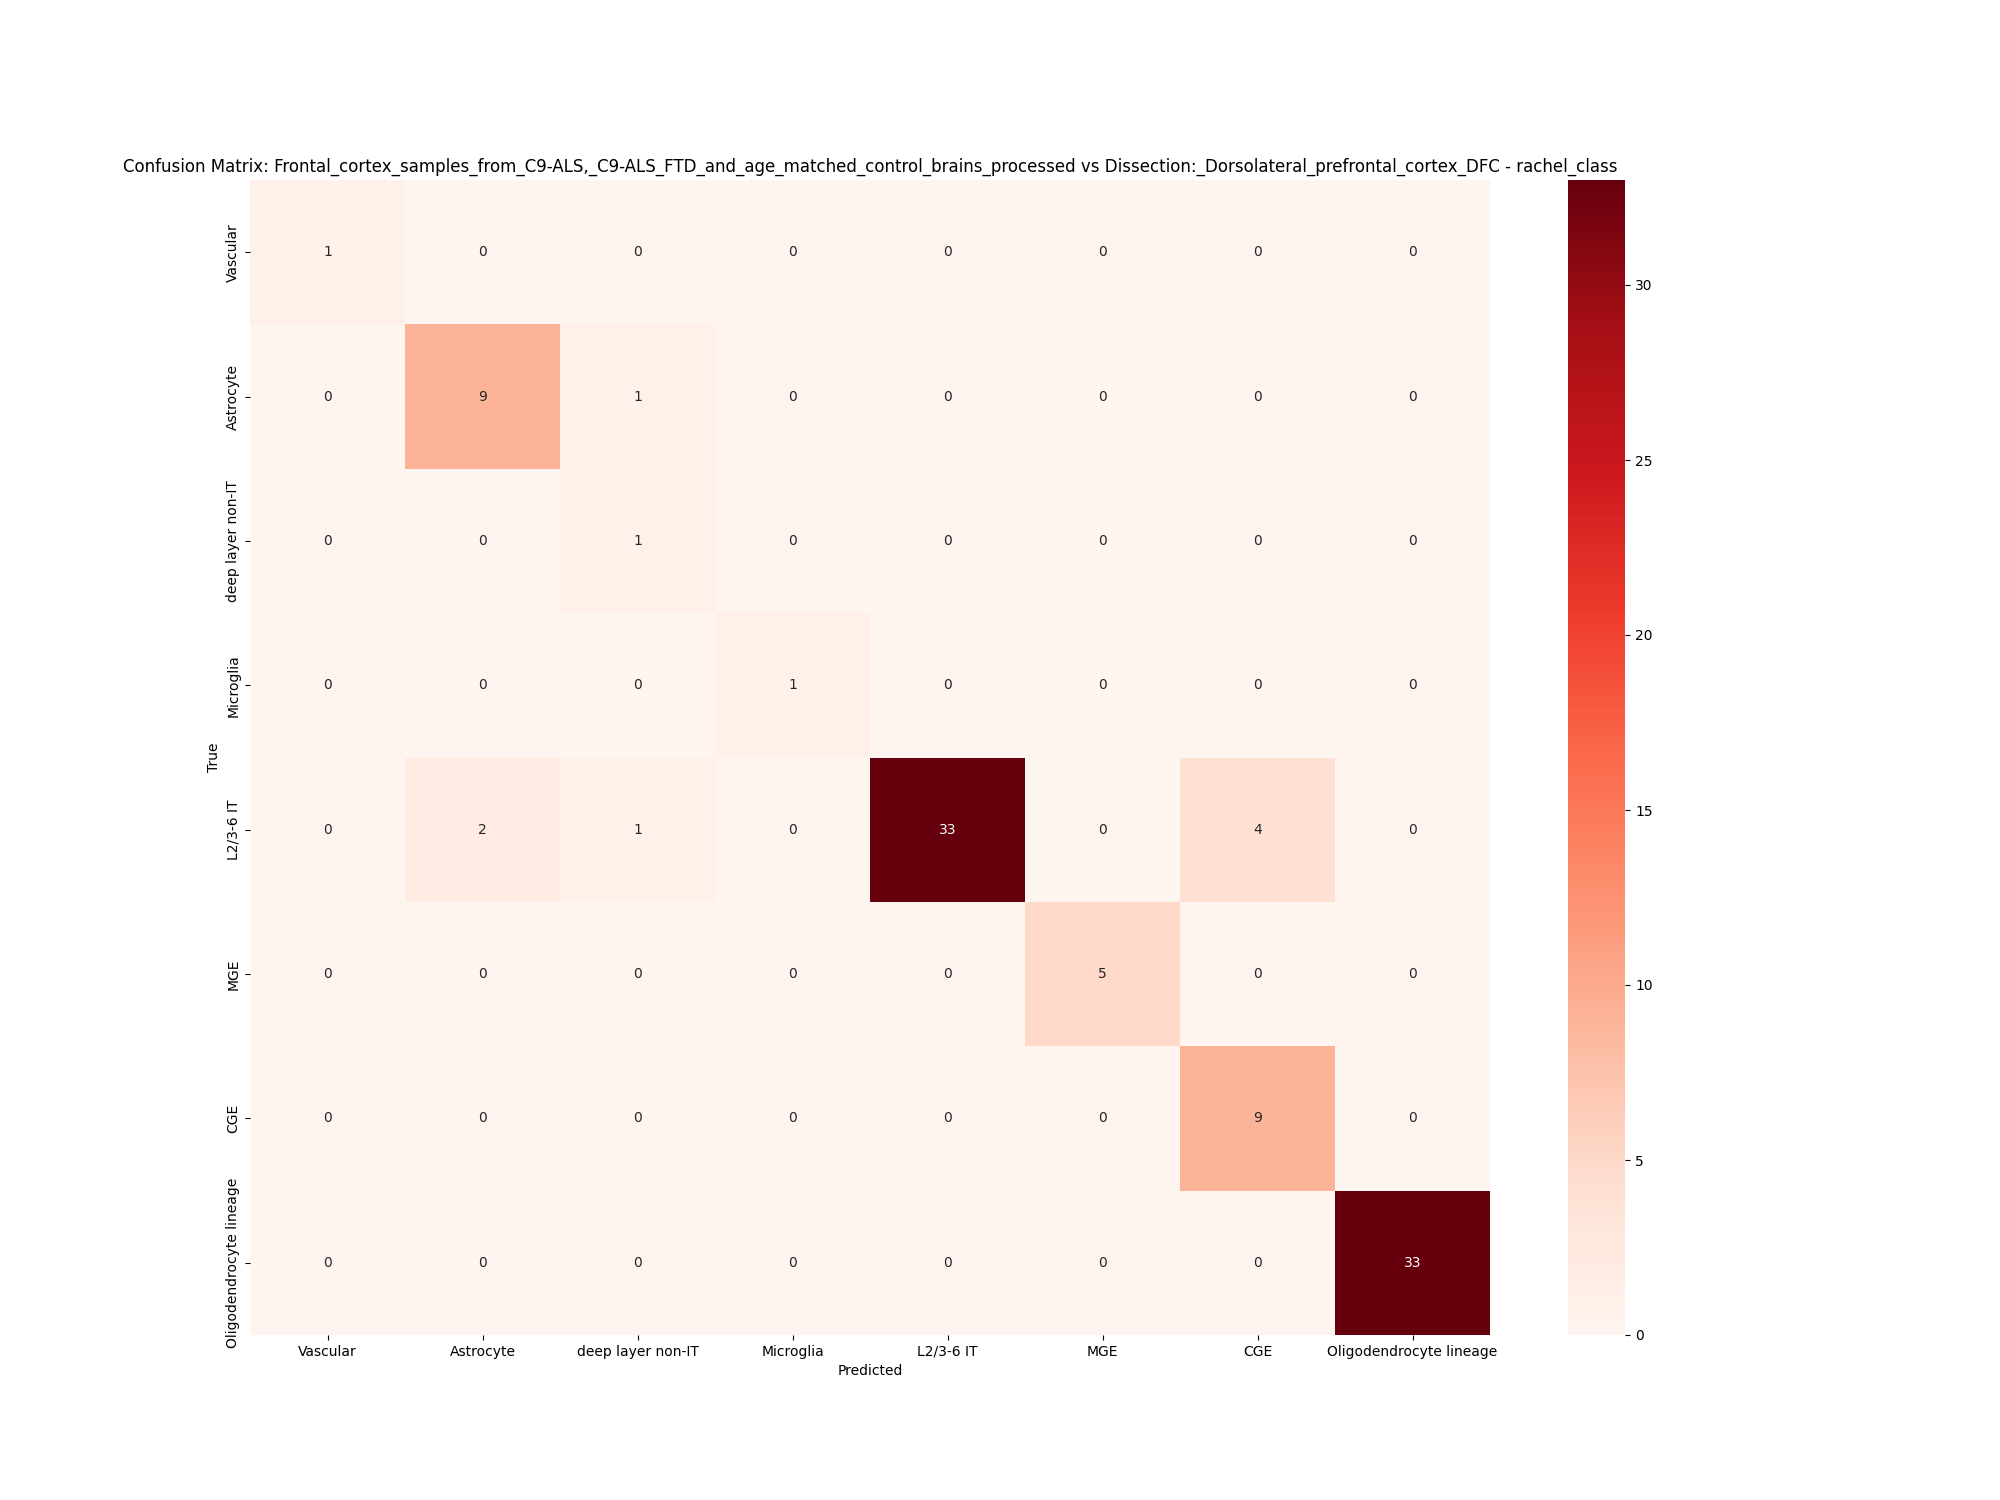 Confusion Matrix: Frontal_cortex_samples_from_C9-ALS,_C9-ALS_FTD_and_age_matched_control_brains_processed vs Dissection:_Dorsolateral_prefrontal_cortex_DFC - rachel_class
Vascular 1 0 0 0 0 0 0 0
Astrocyte 0 9 1 0 0 0 0 0
deep layer non-IT 0 0 1 0 0 0 0 0
Microglia 0 0 0 1 0 0 0 0
L2/3-6 IT 0 2 1 0 33 0 4 0
MGE 0 0 0 0 0 5 0 0
CGE 0 0 0 0 0 0 9 0
Oligodendrocyte lineage 0 0 0 0 0 0 0 33
True
Vascular Astrocyte deep layer non-IT Microglia L2/3-6 IT MGE CGE Oligodendrocyte lineage
Predicted
30
25
20
15
10
5
0